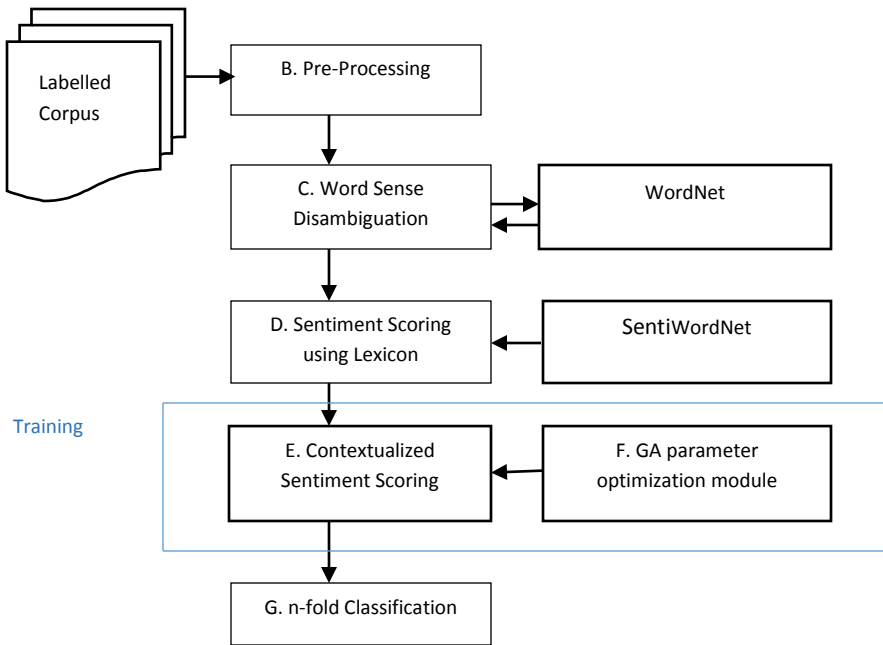 Labelled
Corpus
B. Pre-Processing
C. Word Sense
Disambiguation
WordNet
D. Sentiment Scoring
using Lexicon
SentiWordNet
Training
E. Contextualized
Sentiment Scoring
F. GA parameter
optimization module
G. n-fold Classification